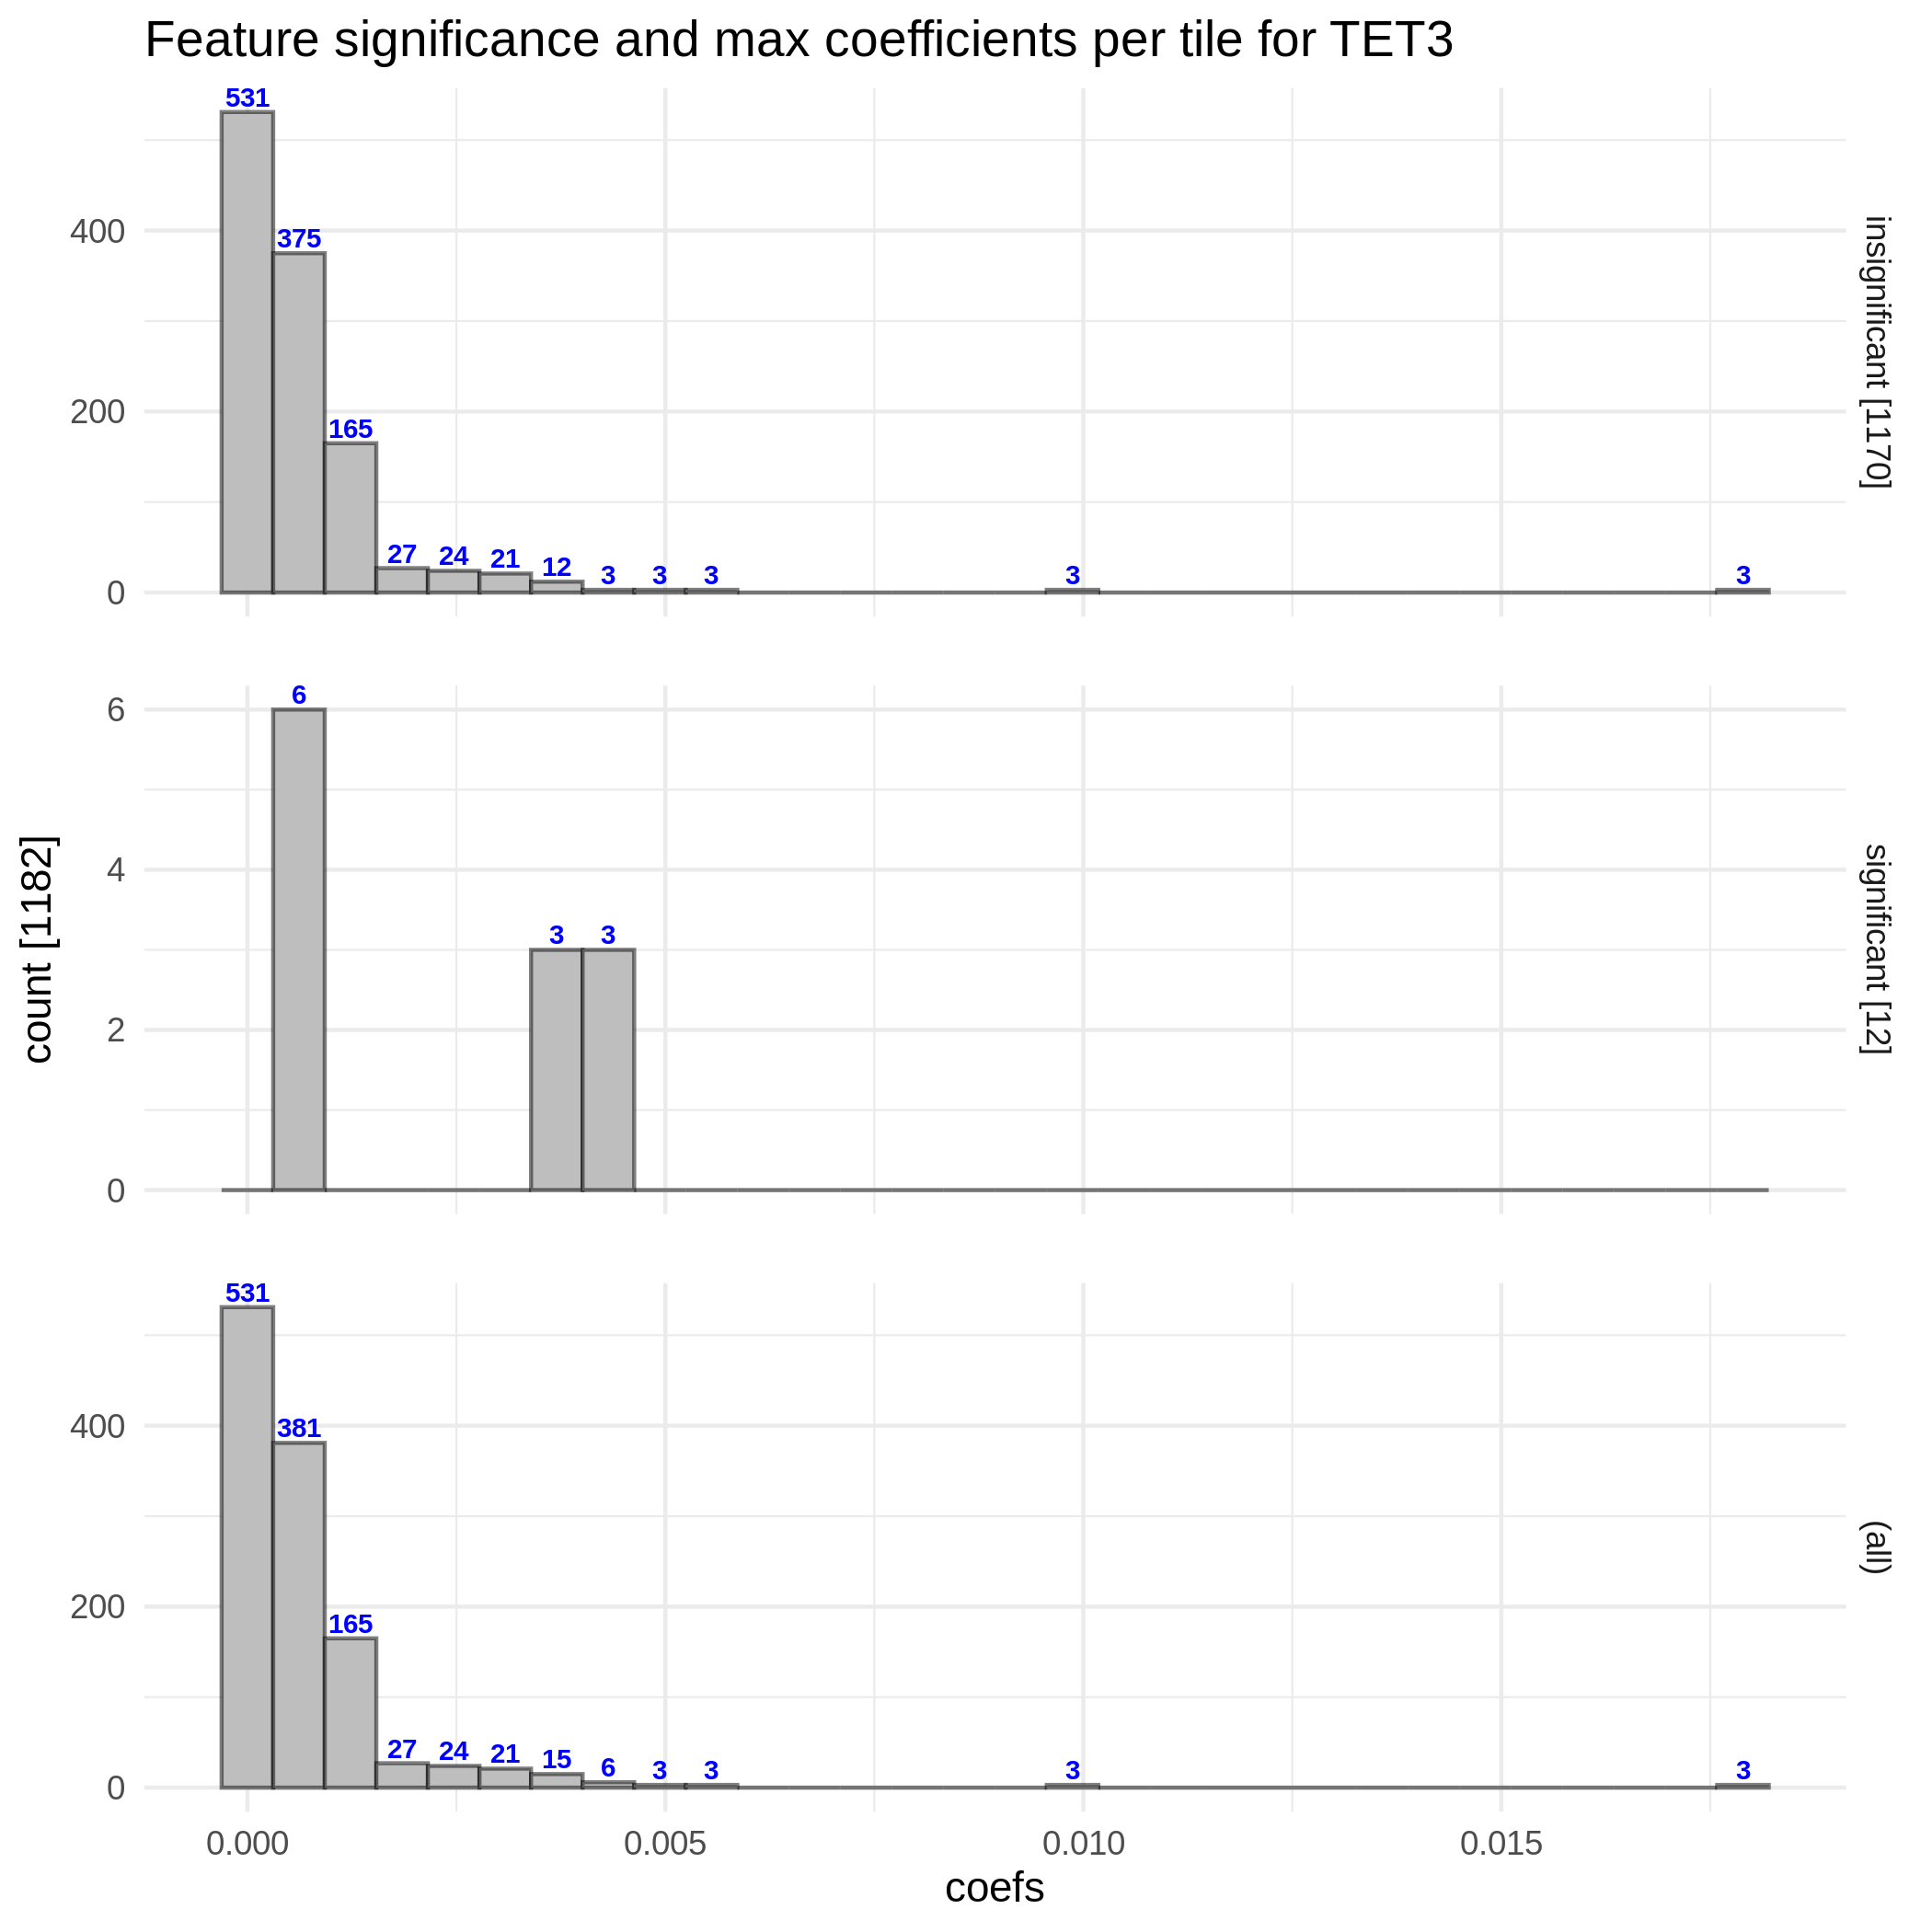 Feature significance and max coefficients per tile for TET3
531
375
165
27 24 21 12 3 3 3 3 3
400
200
0
insignificant [1170]
6
3 3
6
4
2
0
significant [12]
count [1182]
531
381
165
27 24 21 15 6 3 3 3 3
400
200
0
(all)
0.000 0.005 0.010 0.015
coefs